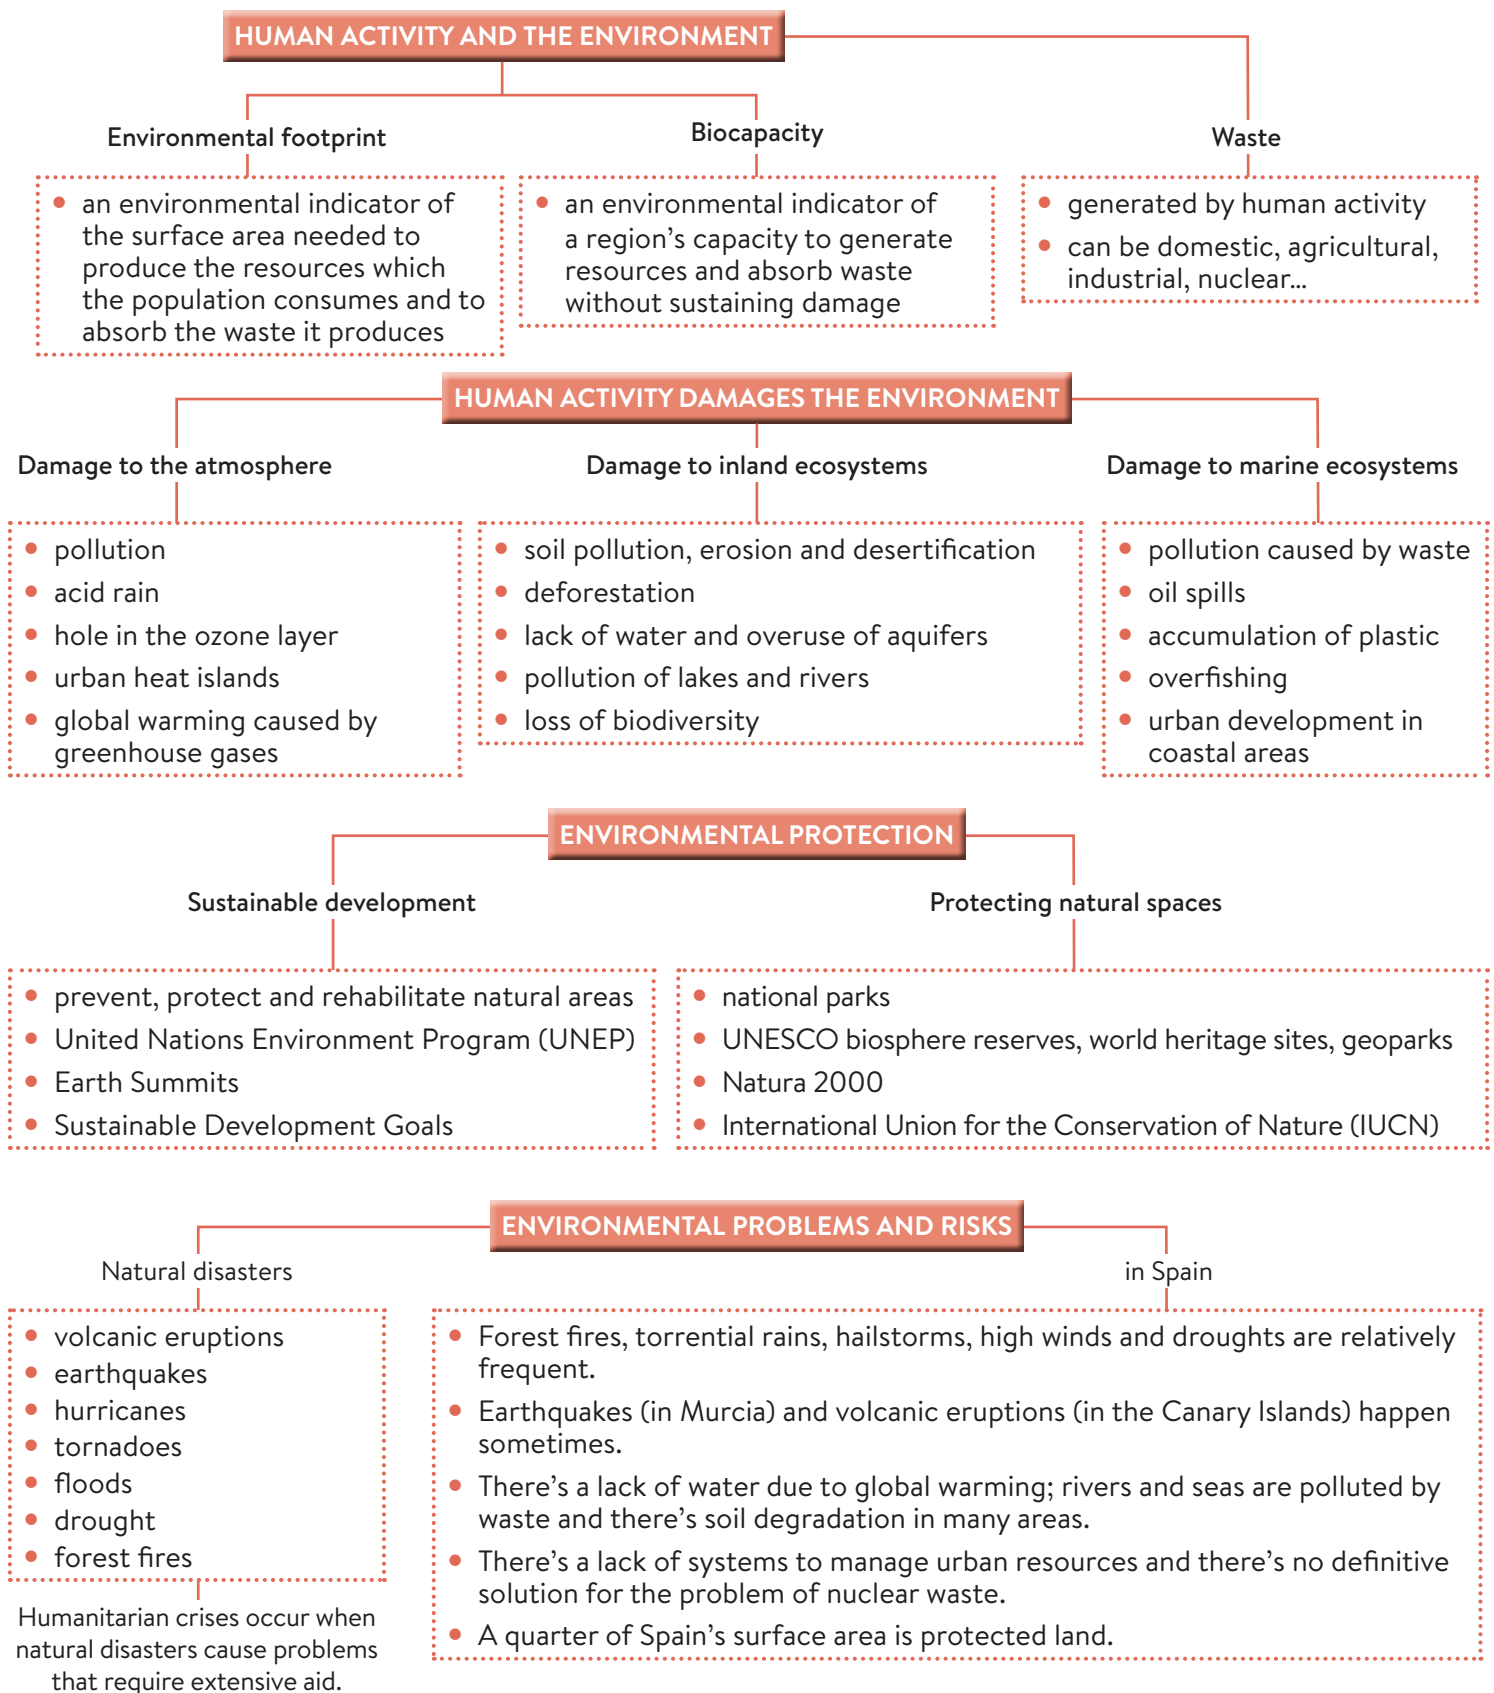 HUMAN ACTIVITY AND THE ENVIRONMENT
Environmental footprint
• an environmental indicator of
the surface area needed to
produce the resources which
the population consumes and to
absorb the waste it produces
Biocapacity
• an environmental indicator of
a region's capacity to generate
resources and absorb waste
without sustaining damage
Waste
• generated by human activity
• can be domestic, agricultural,
industrial, nuclear...
HUMAN ACTIVITY DAMAGES THE ENVIRONMENT
Damage to the atmosphere
• pollution
• acid rain
• hole in the ozone layer
• urban heat islands
• global warming caused by
greenhouse gases
Damage to inland ecosystems
• soil pollution, erosion and desertification
• deforestation
• lack of water and overuse of aquifers
• pollution of lakes and rivers
• loss of biodiversity
Damage to marine ecosystems
• pollution caused by waste
• oil spills
• accumulation of plastic
• overfishing
• urban development in
coastal areas
ENVIRONMENTAL PROTECTION
Sustainable development
• prevent, protect and rehabilitate natural areas
• United Nations Environment Program (UNEP)
• Earth Summits
• Sustainable Development Goals
Protecting natural spaces
• national parks
• UNESCO biosphere reserves, world heritage sites, geoparks
• Natura 2000
• International Union for the Conservation of Nature (IUCN)
ENVIRONMENTAL PROBLEMS AND RISKS
Natural disasters
• volcanic eruptions
• earthquakes
• hurricanes
• tornadoes
• floods
• drought
• forest fires
Humanitarian crises occur when
natural disasters cause problems
that require extensive aid.
in Spain
• Forest fires, torrential rains, hailstorms, high winds and droughts are relatively
frequent.
• Earthquakes (in Murcia) and volcanic eruptions (in the Canary Islands) happen
sometimes.
• There's a lack of water due to global warming; rivers and seas are polluted by
waste and there's soil degradation in many areas.
• There's a lack of systems to manage urban resources and there's no definitive
solution for the problem of nuclear waste.
• A quarter of Spain's surface area is protected land.